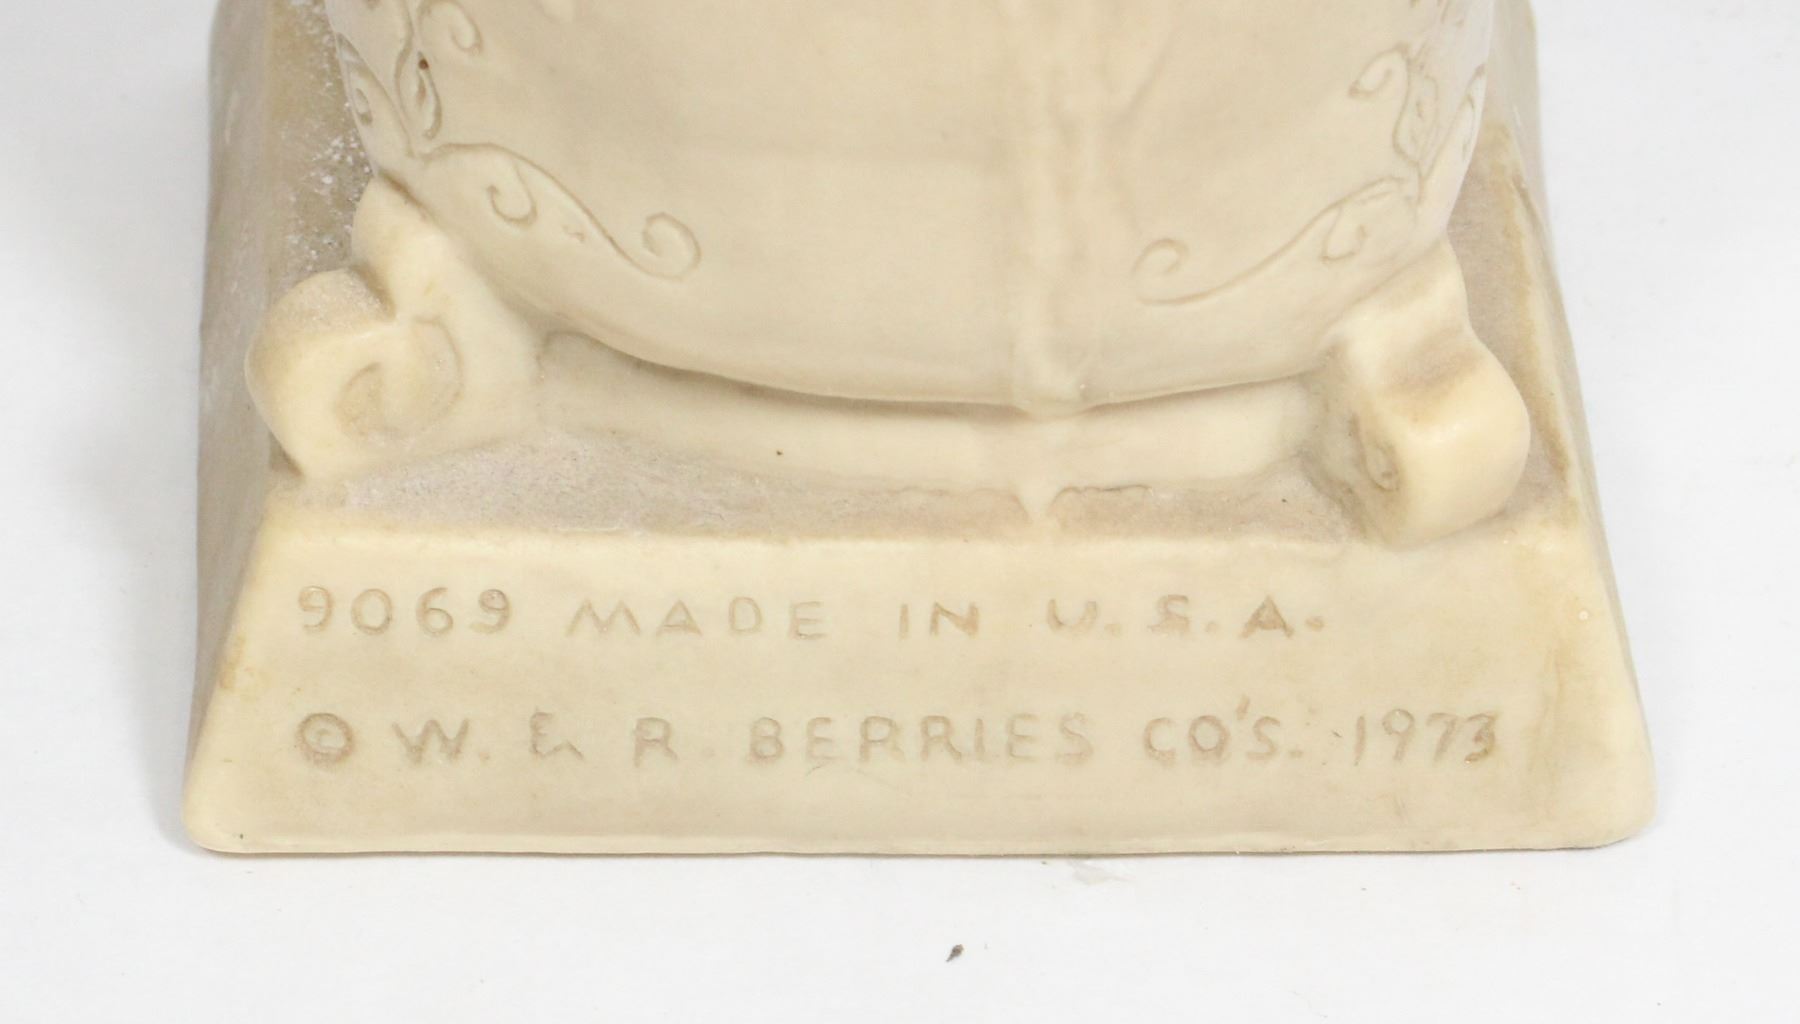 9069 MADE IN U.S.A.
© W. & R. BERRIES CO'S. 1973